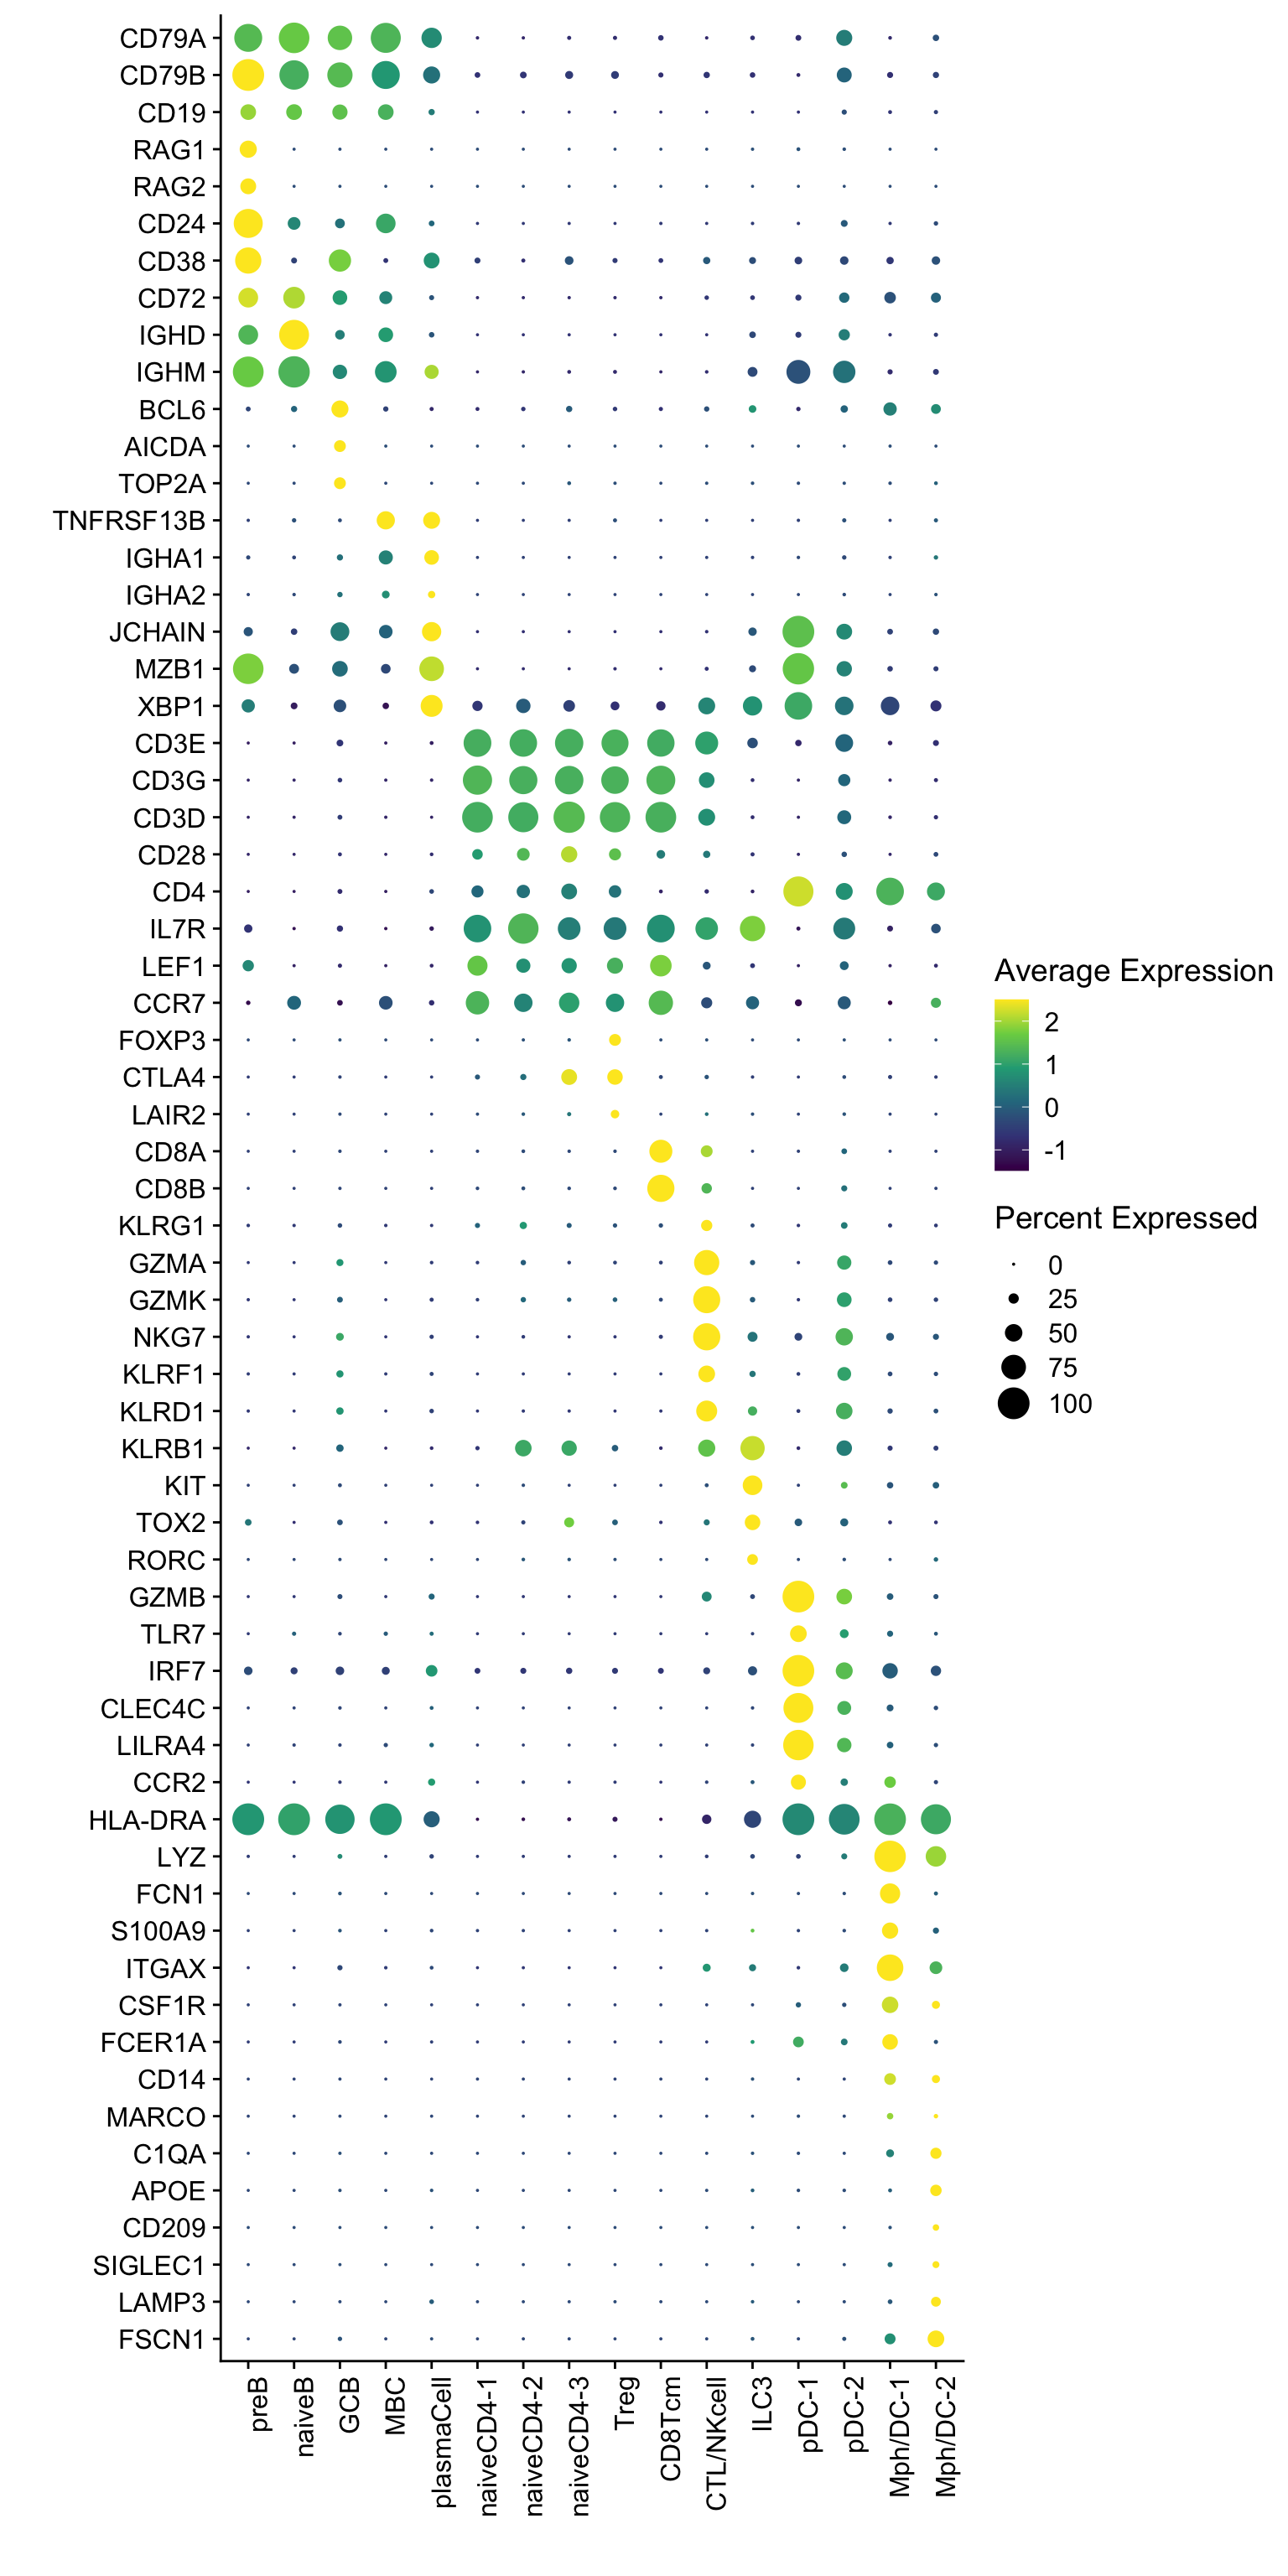 CD79A
CD79B
CD19
RAG1
RAG2
CD24
CD38
CD72
IGHD
IGHM
BCL6
AICDA
TOP2A
TNFRSF13B
IGHA1
IGHA2
JCHAIN
MZB1
XBP1
CD3E
CD3G
CD3D
CD28
CD4
IL7R
LEF1
CCR7
FOXP3
CTLA4
LAIR2
CD8A
CD8B
KLRG1
GZMA
GZMK
NKG7
KLRF1
KLRD1
KLRB1
KIT
TOX2
RORC
GZMB
TLR7
IRF7
CLEC4C
LILRA4
CCR2
HLA-DRA
LYZ
FCN1
S100A9
ITGAX
CSF1R
FCER1A
CD14
MARCO
C1QA
APOE
CD209
SIGLEC1
LAMP3
FSCN1
preB
naiveB
GCB
MBC
plasmaCell
naiveCD4-1
naiveCD4-2
naiveCD4-3
Treg
CD8Tcm
CTL/NKcell
ILC3
pDC-1
pDC-2
Mph/DC-1
Mph/DC-2
Average Expression
2
1
0
-1
Percent Expressed
0
25
50
75
100